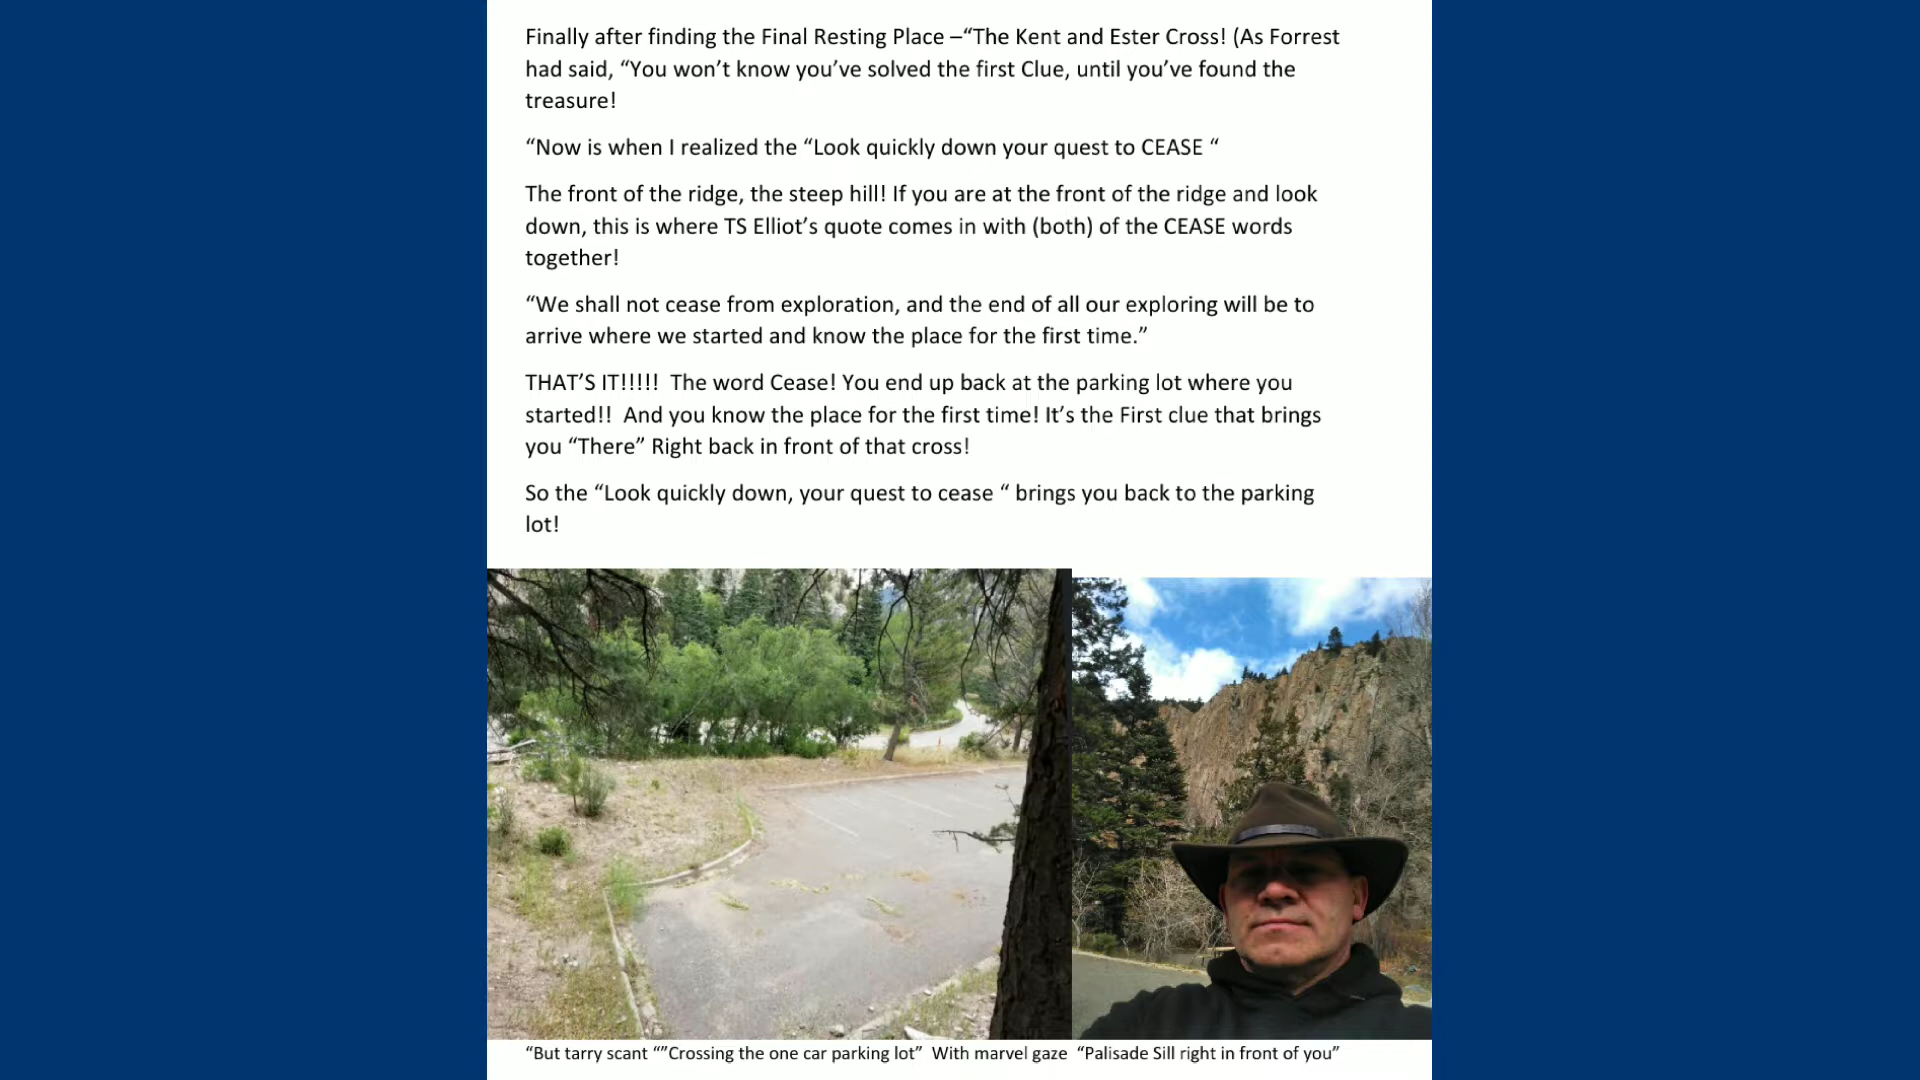 Finally after finding the Final Resting Place –“The Kent and Ester Cross! (As Forrest
had said, “You won’t know you’ve solved the first Clue, until you’ve found the
treasure!
“Now is when I realized the “Look quickly down your quest to CEASE “
The front of the ridge, the steep hill! If you are at the front of the ridge and look
down, this is where TS Elliot’s quote comes in with (both) of the CEASE words
together!
“We shall not cease from exploration, and the end of all our exploring will be to
arrive where we started and know the place for the first time.”
THAT’S IT!!!!!  The word Cease! You end up back at the parking lot where you
started!!  And you know the place for the first time! It’s the First clue that brings
you “There” Right back in front of that cross!
So the “Look quickly down, your quest to cease “ brings you back to the parking
lot!
“But tarry scant “”Crossing the one car parking lot”  With marvel gaze  “Palisade Sill right in front of you”